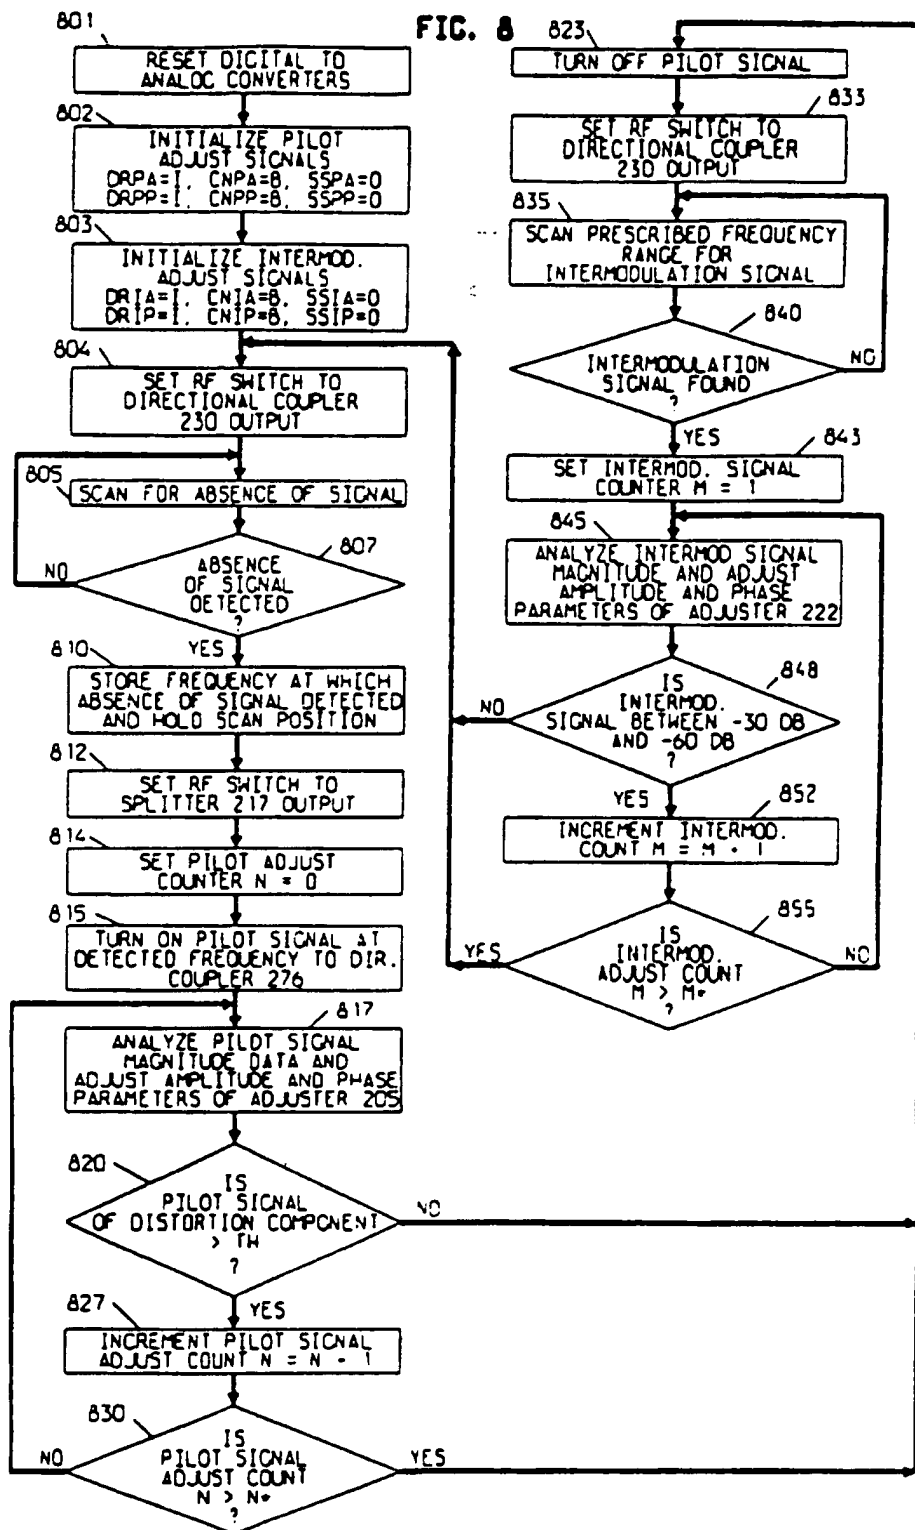 FIG. 8
801
RESET DIGITAL TO
ANALOC CONVERTERS
802
INITIALIZE PILOT
ADJUST SIGNALS
DRPA=1, CNPA=8, SSPA=0
DRPP=1, CNPP=8, SSPP=0
803
INITIALIZE INTERMOD.
ADJUST SIGNALS
DRIA=1, CNIA=8, SSIA=0
DRIP=1, CNIP=8, SSIP=0
804
SET RF SWITCH TO
DIRECTIONAL COUPLER
230 OUTPUT
805
SCAN FOR ABSENCE OF SIGNAL
807
ABSENCE
OF SIGNAL
DETECTED
?
NO
YES
810
STORE FREQUENCY AT WHICH
ABSENCE OF SIGNAL DETECTED
AND HOLD SCAN POSITION
812
SET RF SWITCH TO
SPLITTER 217 OUTPUT
814
SET PILOT ADJUST
COUNTER N = 0
815
TURN ON PILOT SIGNAL AT
DETECTED FREQUENCY TO DIR.
COUPLER 276
817
ANALYZE PILOT SIGNAL
MAGNITUDE DATA AND
ADJUST AMPLITUDE AND PHASE
PARAMETERS OF ADJUSTER 205
820
IS
PILOT SIGNAL
OF DISTORTION COMPONENT
> TH
?
NO
YES
827
INCREMENT PILOT SIGNAL
ADJUST COUNT N = N - 1
830
IS
PILOT SIGNAL
ADJUST COUNT
N > N*
?
NO
YES
823
TURN OFF PILOT SIGNAL
833
SET RF SWITCH TO
DIRECTIONAL COUPLER
230 OUTPUT
835
SCAN PRESCRIBED FREQUENCY
RANGE FOR
INTERMODULATION SIGNAL
840
INTERMODULATION
SIGNAL FOUND
?
NO
YES
843
SET INTERMOD. SIGNAL
COUNTER M = 1
845
ANALYZE INTERMOD SIGNAL
MAGNITUDE AND ADJUST
AMPLITUDE AND PHASE
PARAMETERS OF ADJUSTER 222
848
IS
INTERMOD.
SIGNAL BETWEEN -30 DB
AND -60 DB
?
NO
YES
852
INCREMENT INTERMOD.
COUNT M = M - 1
855
IS
INTERMOD.
ADJUST COUNT
M > M*
?
YES
NO